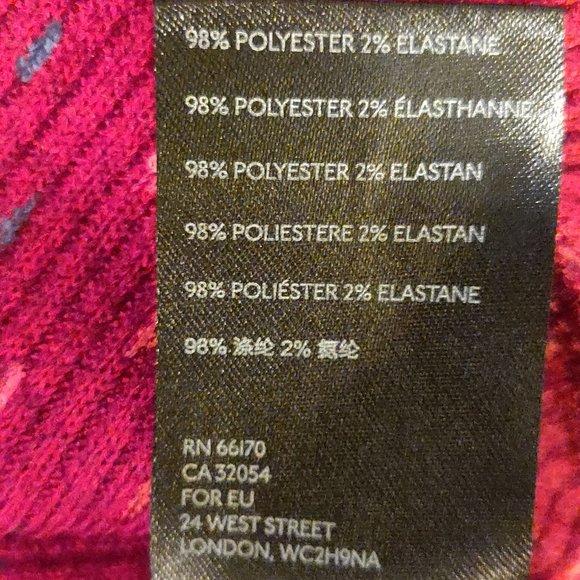 98% POLYESTER 2% ELASTANE
98% POLYESTER 2% ÉLASTHANNE
98% POLYESTER 2% ELASTAN
98% POLIESTERE 2% ELASTAN
98% POLIÉSTER 2% ELASTANE
98% 涤纶 2% 氨纶
RN 66170
CA 32054
FOR EU
24 WEST STREET
LONDON, WC2H9NA